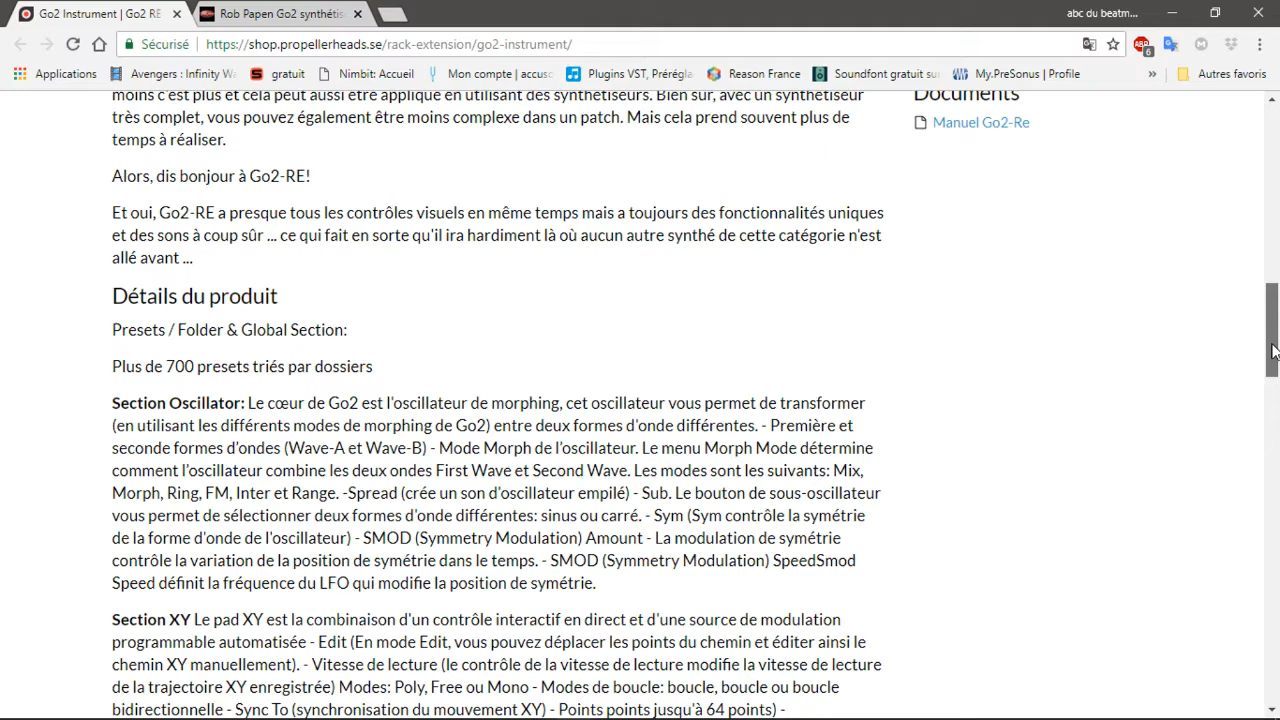 Go2 Instrument | Go2 RE
Rob Papen Go2 synthétis
abc du beatm...
Sécurisé
https://shop.propellerheads.se/rack-extension/go2-instrument/
6
Applications
Avengers : Infinity Wa
gratuit
Nimbit: Accueil
Mon compte | accus
Plugins VST, Prérégla
Reason France
Soundfont gratuit su
My.PreSonus | Profile
»
Autres favoris
moins c'est plus et cela peut aussi être appliqué en utilisant des synthétiseurs. Bien sûr, avec un synthétiseur
très complet, vous pouvez également être moins complexe dans un patch. Mais cela prend souvent plus de
temps à réaliser.
Alors, dis bonjour à Go2-RE!
Et oui, Go2-RE a presque tous les contrôles visuels en même temps mais a toujours des fonctionnalités uniques
et des sons à coup sûr ... ce qui fait en sorte qu'il ira hardiment là où aucun autre synthé de cette catégorie n'est
allé avant ...
Détails du produit
Presets / Folder & Global Section:
Plus de 700 presets triés par dossiers
Section Oscillator: Le cœur de Go2 est l'oscillateur de morphing, cet oscillateur vous permet de transformer
(en utilisant les différents modes de morphing de Go2) entre deux formes d'onde différentes. - Première et
seconde formes d'ondes (Wave-A et Wave-B) - Mode Morph de l'oscillateur. Le menu Morph Mode détermine
comment l'oscillateur combine les deux ondes First Wave et Second Wave. Les modes sont les suivants: Mix,
Morph, Ring, FM, Inter et Range. -Spread (crée un son d'oscillateur empilé) - Sub. Le bouton de sous-oscillateur
vous permet de sélectionner deux formes d'onde différentes: sinus ou carré. - Sym (Sym contrôle la symétrie
de la forme d'onde de l'oscillateur) - SMOD (Symmetry Modulation) Amount - La modulation de symétrie
contrôle la variation de la position de symétrie dans le temps. - SMOD (Symmetry Modulation) SpeedSmod
Speed définit la fréquence du LFO qui modifie la position de symétrie.
Section XY Le pad XY est la combinaison d'un contrôle interactif en direct et d'une source de modulation
programmable automatisée - Edit (En mode Edit, vous pouvez déplacer les points du chemin et éditer ainsi le
chemin XY manuellement). - Vitesse de lecture (le contrôle de la vitesse de lecture modifie la vitesse de lecture
de la trajectoire XY enregistrée) Modes: Poly, Free ou Mono - Modes de boucle: boucle, boucle ou boucle
bidirectionnelle - Sync To (synchronisation du mouvement XY) - Points points jusqu'à 64 points) -
Documents
Manuel Go2-Re